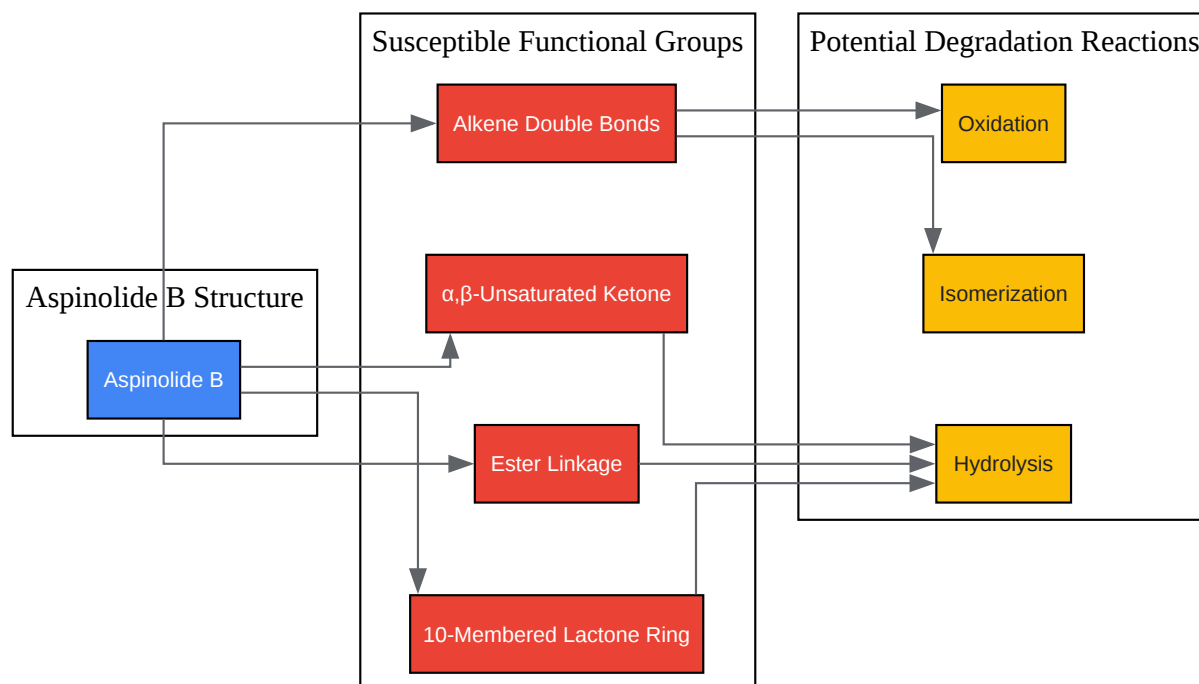 Susceptible Functional Groups
Potential Degradation Reactions
Alkene Double Bonds
Oxidation
Aspinolide B Structure
α,β-Unsaturated Ketone
Isomerization
Aspinolide B
Ester Linkage
Hydrolysis
10-Membered Lactone Ring